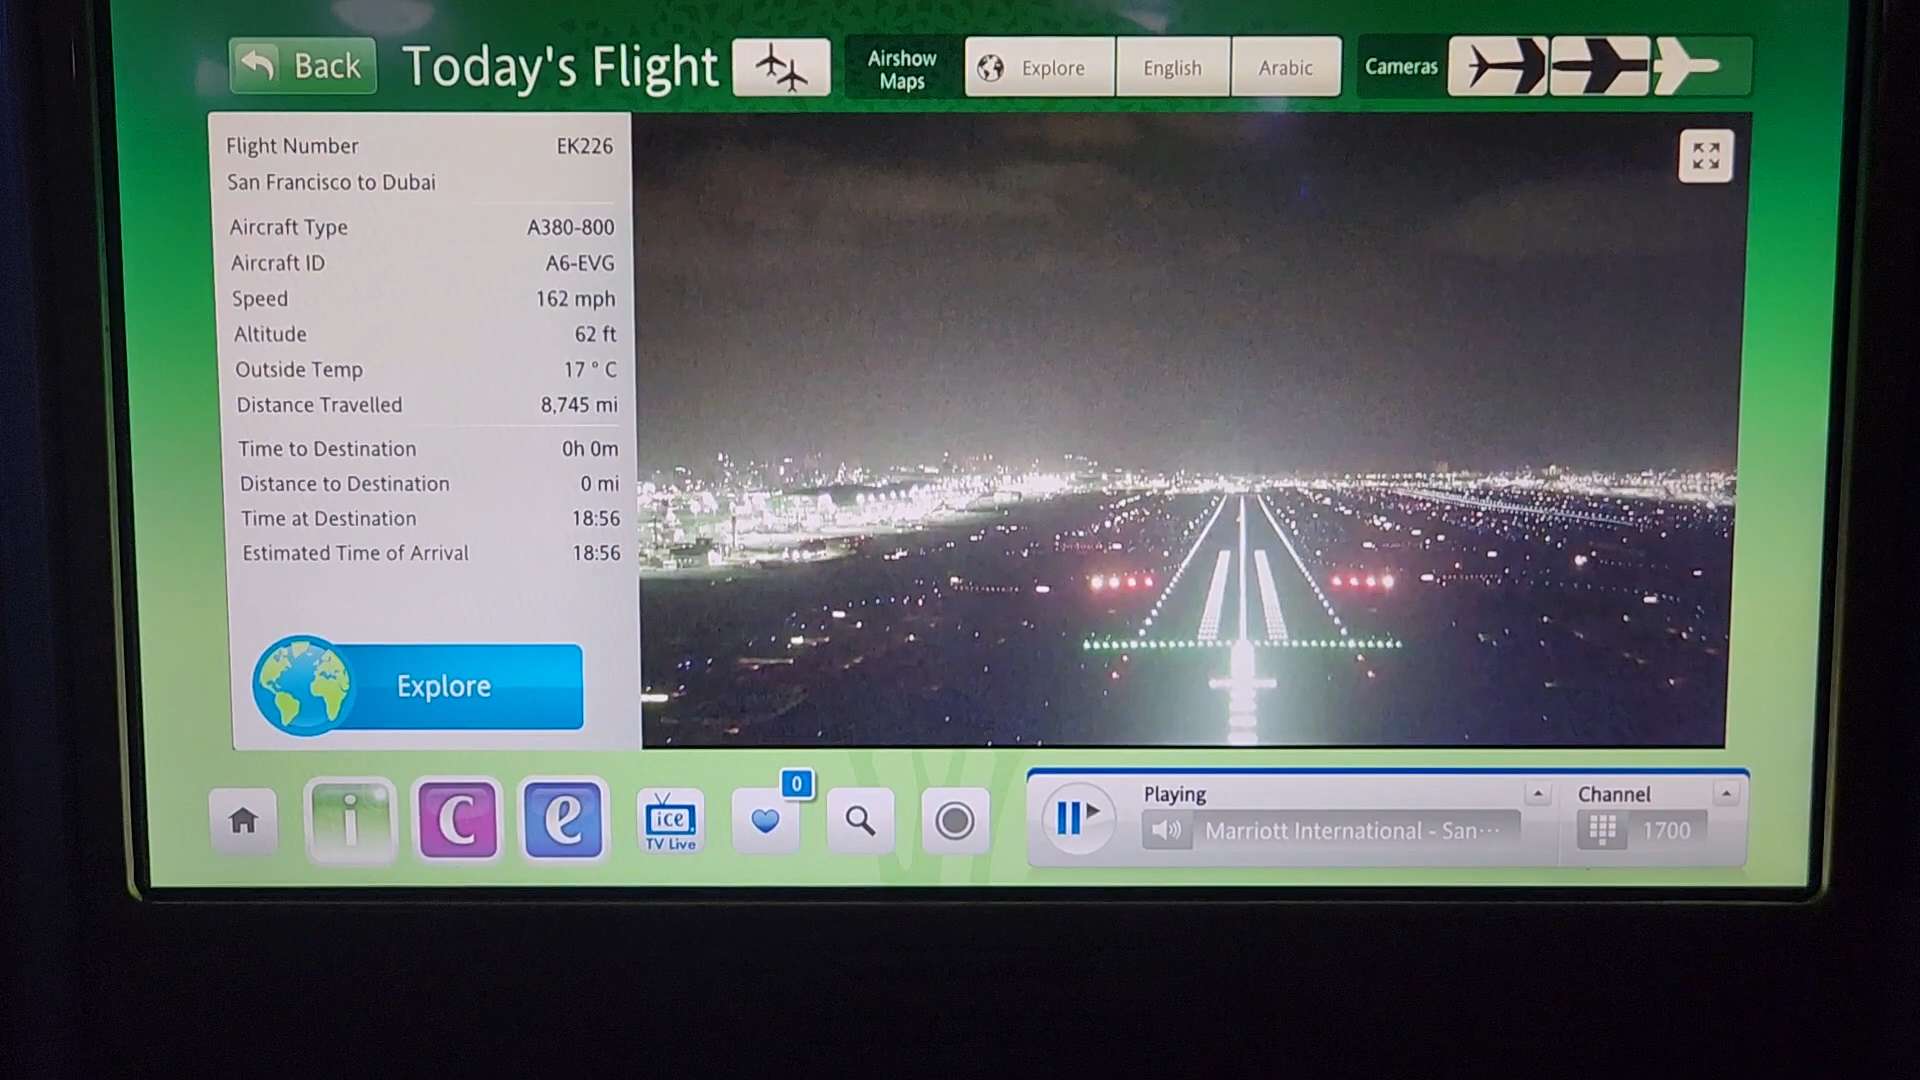 Back
Today's Flight
Airshow
Maps
Explore
English
Arabic
Cameras
Flight Number EK226
San Francisco to Dubai
Aircraft Type A380-800
Aircraft ID A6-EVG
Speed 162 mph
Altitude 62 ft
Outside Temp 17 ° C
Distance Travelled 8,745 mi
Time to Destination 0h 0m
Distance to Destination 0 mi
Time at Destination 18:56
Estimated Time of Arrival 18:56
Explore
i
C
e
ice
TV Live
0
Playing
Marriott International - San···
Channel
1700